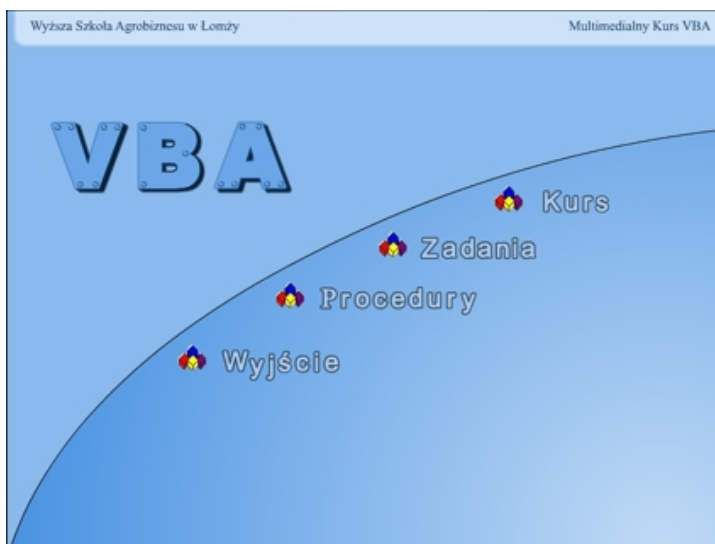 Wyższa Szkoła Agrobiznesu w Łomży
Multimedialny Kurs VBA
VBA
Kurs
Zadania
Procedury
Wyjście